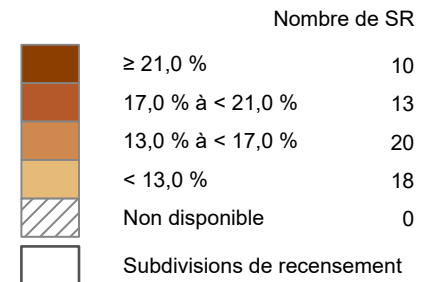 Nombre de SR
≥ 21,0 % 10
17,0 % à < 21,0 % 13
13,0 % à < 17,0 % 20
< 13,0 % 18
Non disponible 0
Subdivisions de recensement